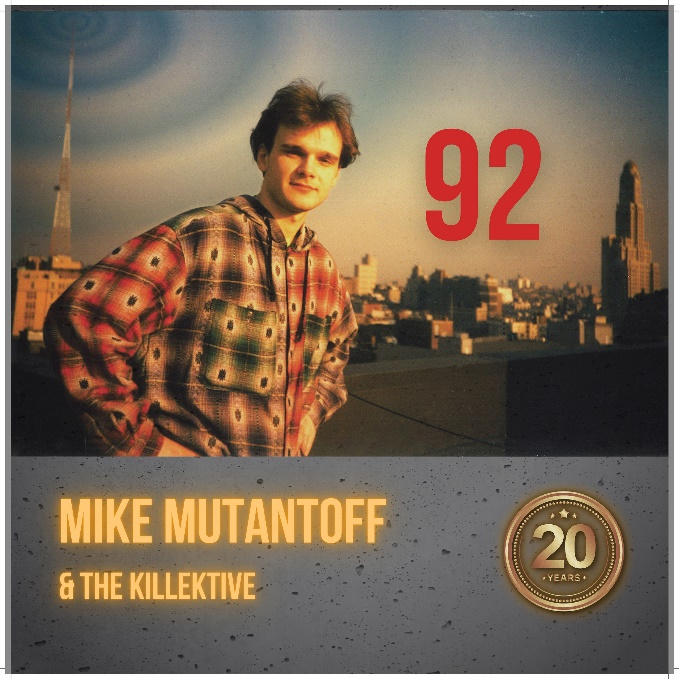 92
MIKE MUTANTOFF
& THE KILLEKTIVE
20
YEARS